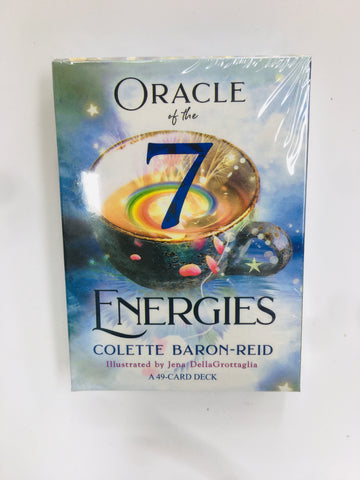 ORACLE
of the
7
ENERGIES
COLETTE BARON-REID
Illustrated by Jena DellaGrottaglia
A 49-CARD DECK